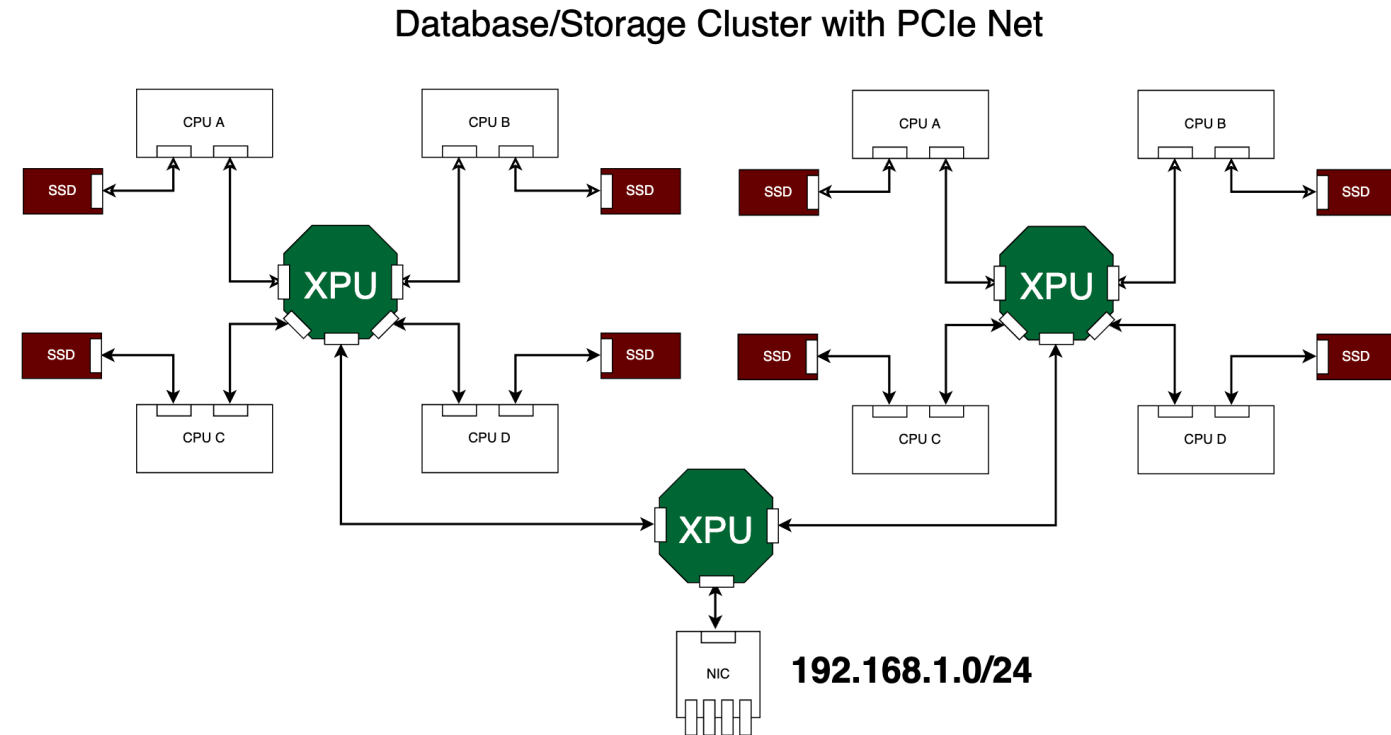 Database/Storage Cluster with PCIe Net
CPU A
CPU B
CPU A
CPU B
SSD
SSD
SSD
SSD
XPU
XPU
SSD
SSD
SSD
SSD
CPU C
CPU D
CPU C
CPU D
XPU
NIC
192.168.1.0/24